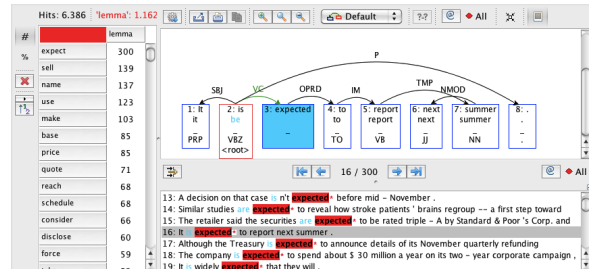 Hits: 6.386 'lemma': 1.162 Default ?-? All
# lemma
% expect 300
sell 139
name 137
use 123
make 103
base 85
price 85
quote 71
reach 68
schedule 68
consider 66
disclose 60
force 59
P
SBJ VC OPRD IM TMP NMOD
1: It 2: is 3: expected 4: to 5: report 6: next 7: summer 8: .
it be _ to report next summer .
PRP VBZ _ TO VB JJ NN .
<root>
16 / 300 All
13: A decision on that case is n't expected* before mid - November .
14: Similar studies are expected* to reveal how stroke patients ' brains regroup -- a first step toward
15: The retailer said the securities are expected* to be rated triple - A by Standard & Poor 's Corp. and
16: It is expected* to report next summer .
17: Although the Treasury is expected* to announce details of its November quarterly refunding
18: The company is expected* to spend about $ 30 million a year on its two - year corporate campaign ,
19: It is widely expected* that they will .